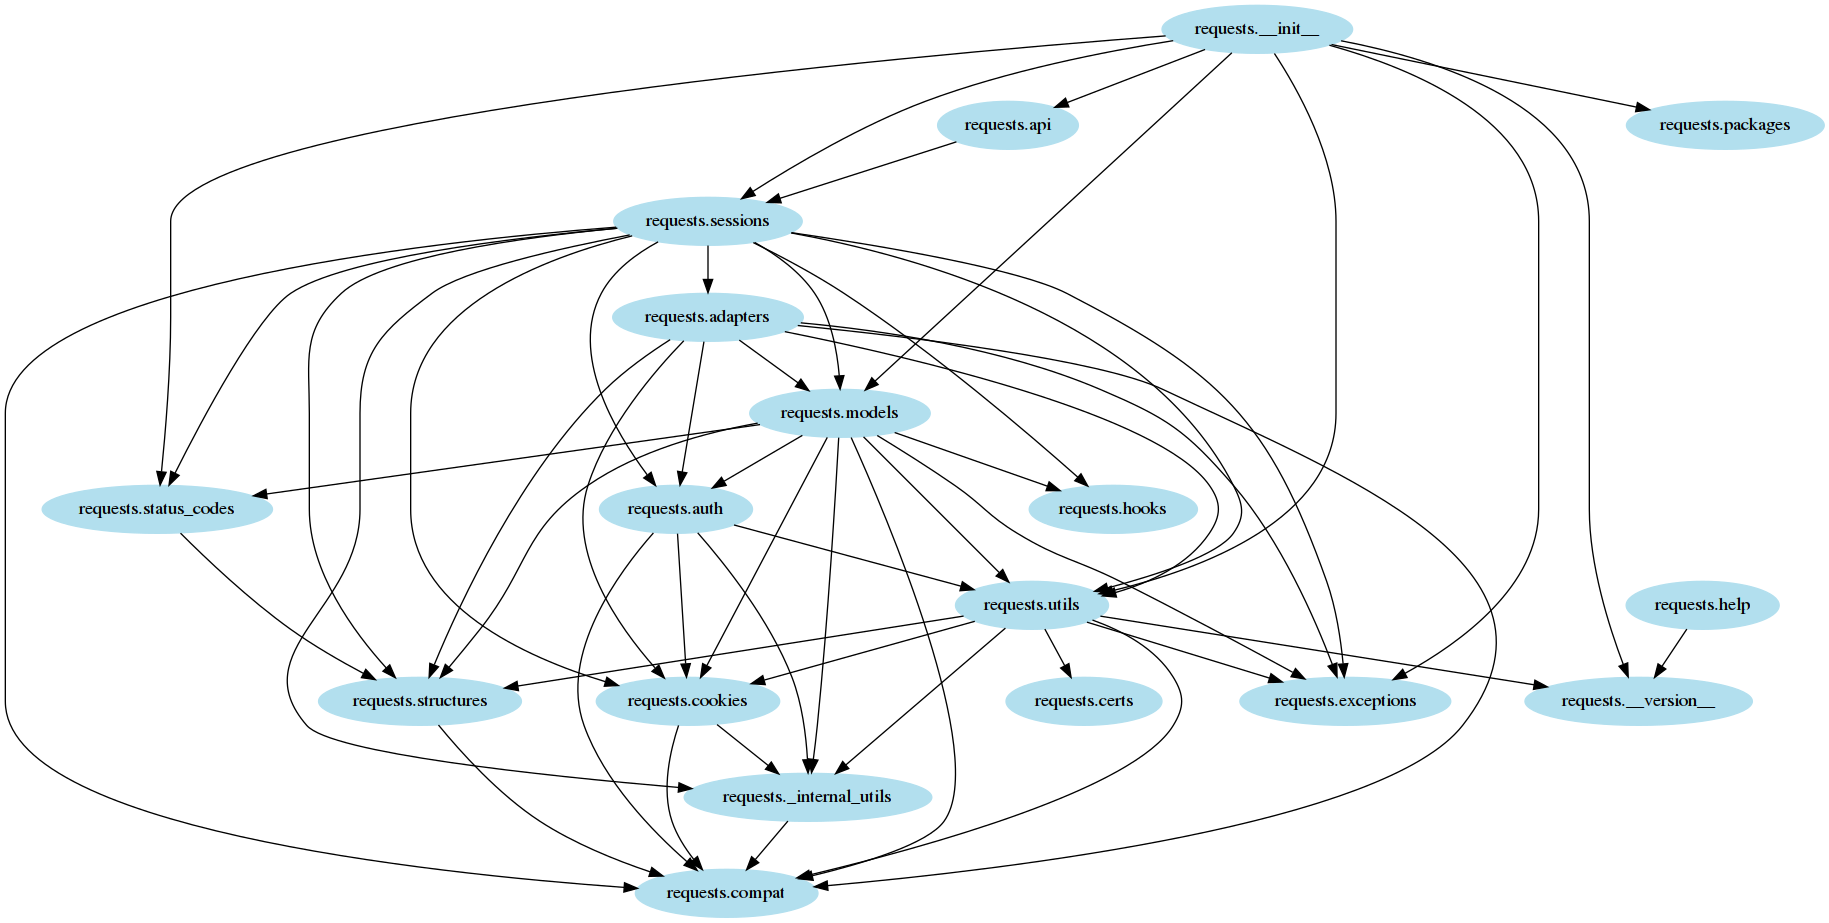 requests.__init__
requests.api
requests.packages
requests.sessions
requests.adapters
requests.models
requests.status_codes
requests.auth
requests.hooks
requests.utils
requests.help
requests.structures
requests.cookies
requests.certs
requests.exceptions
requests.__version__
requests._internal_utils
requests.compat